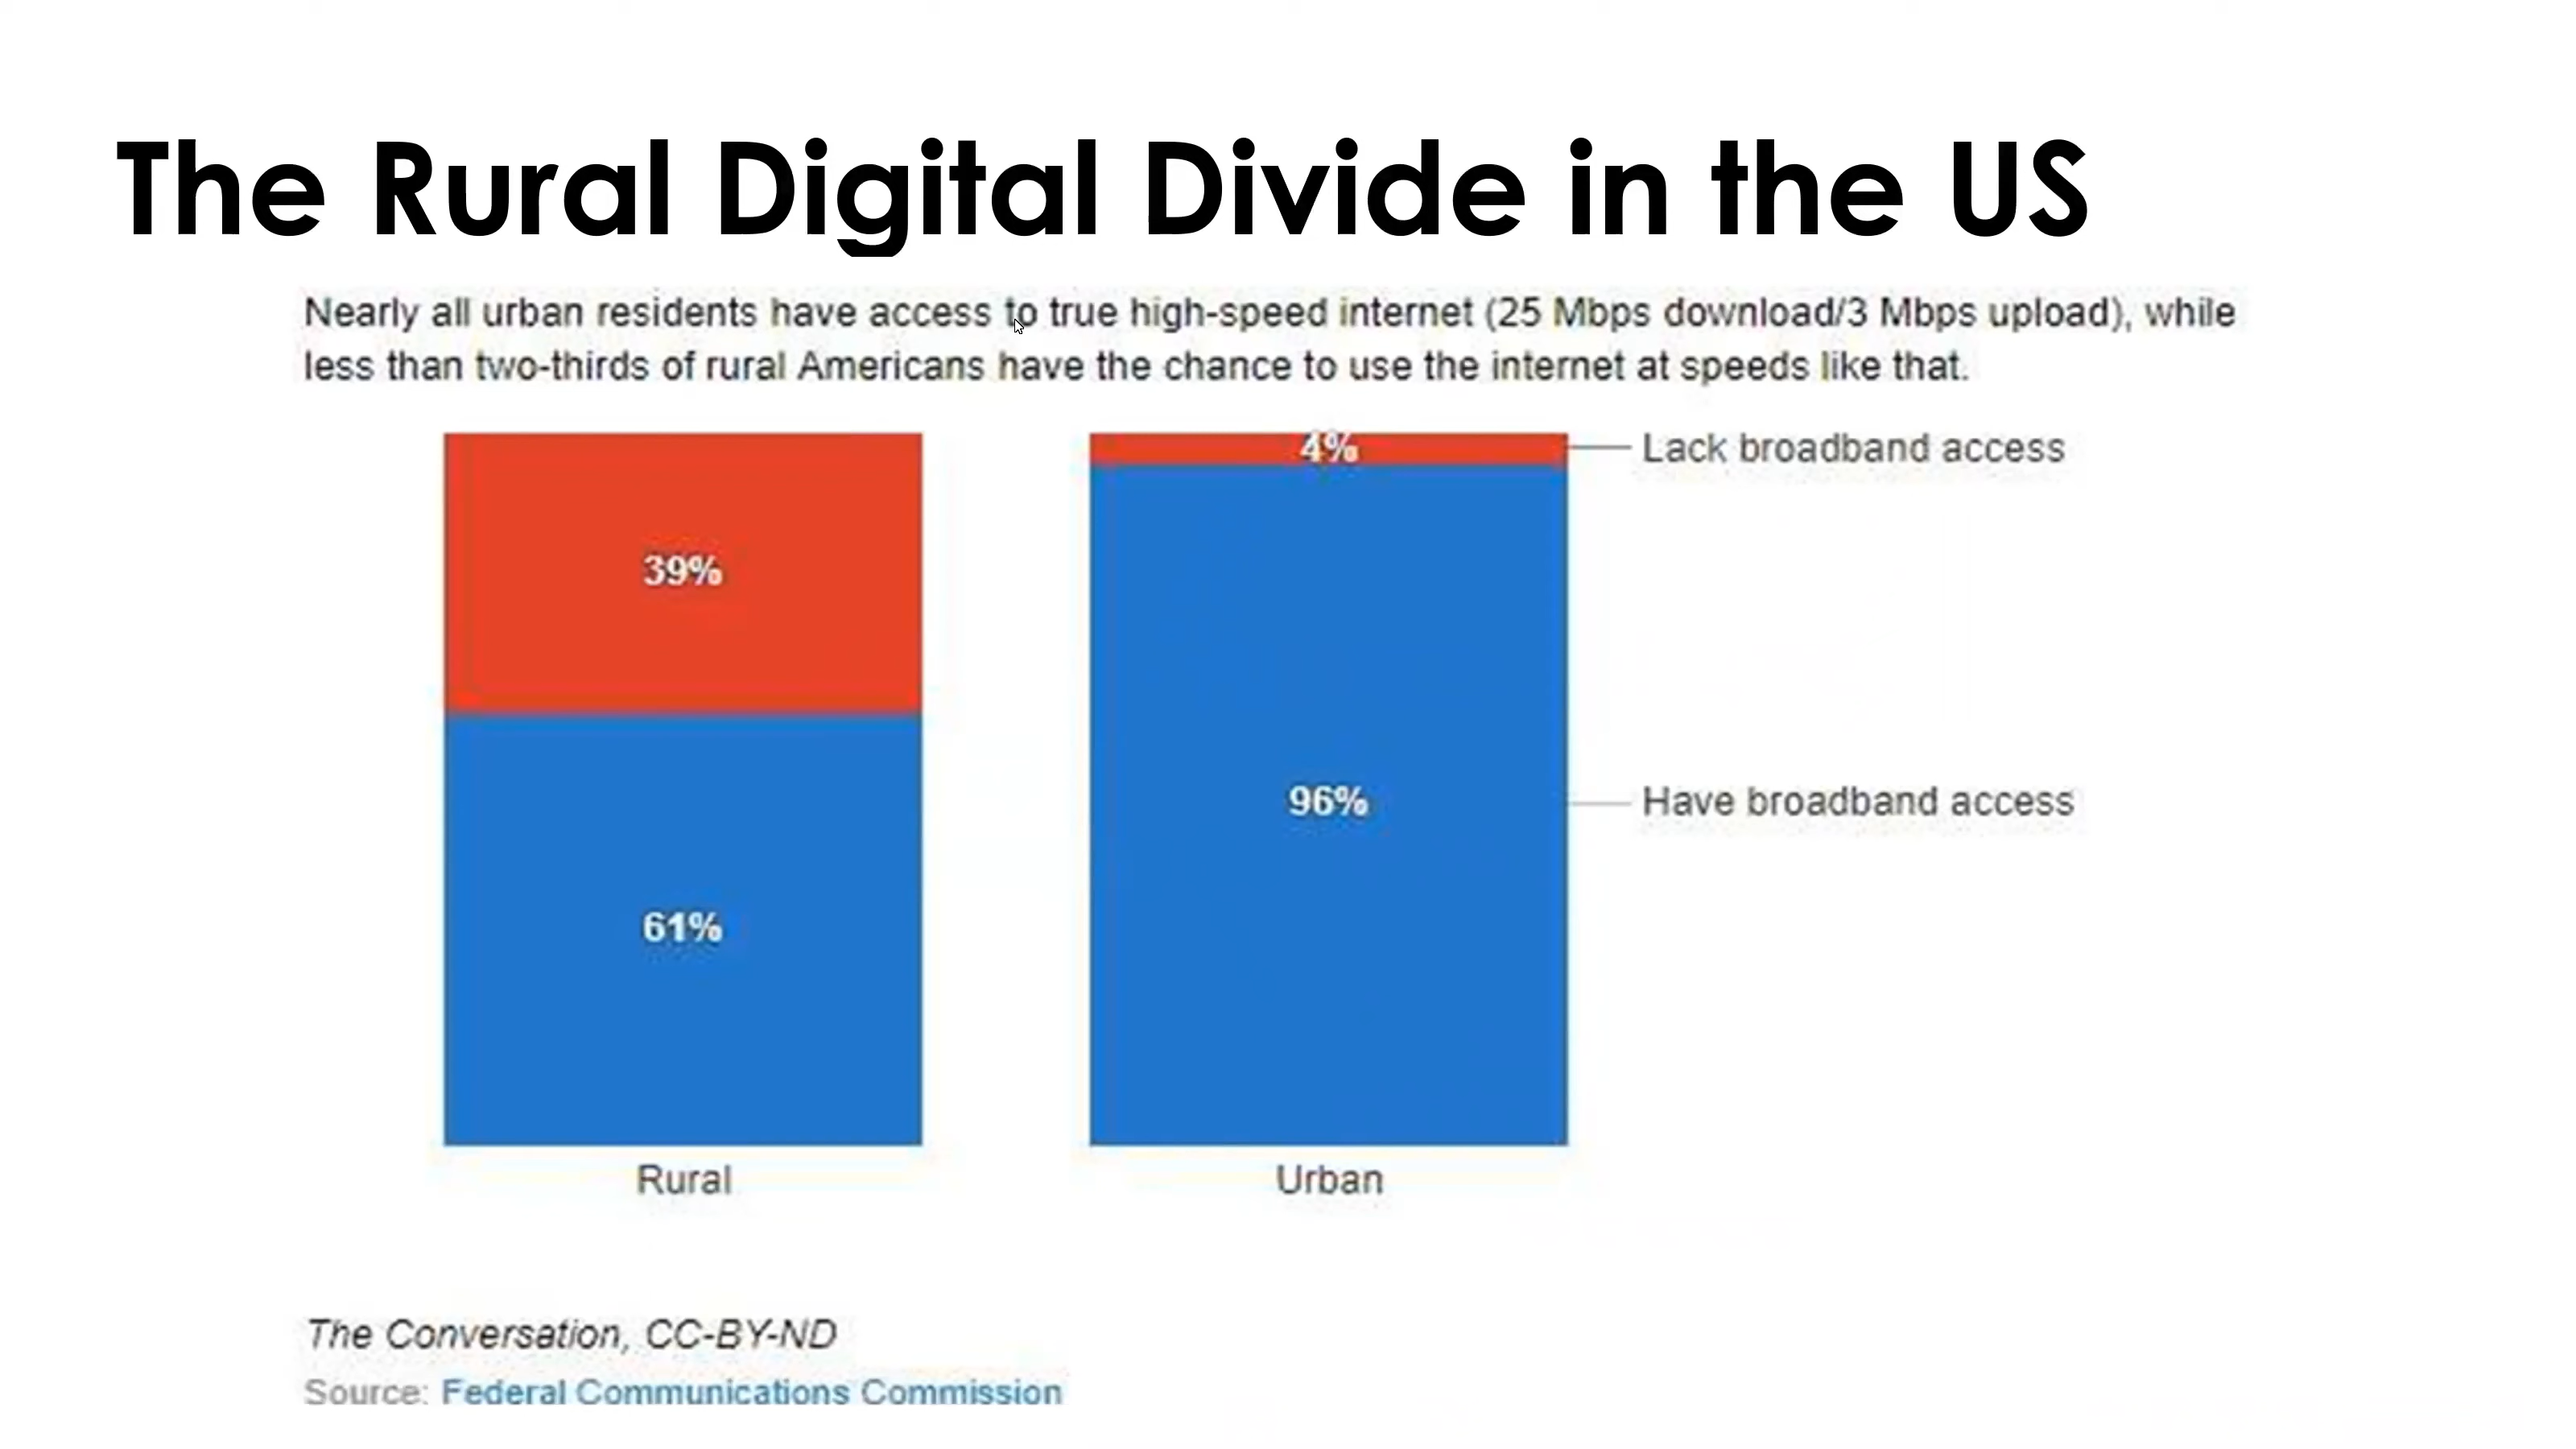 The Rural Digital Divide in the US
Nearly all urban residents have access to true high-speed internet (25 Mbps download/3 Mbps upload), while
less than two-thirds of rural Americans have the chance to use the internet at speeds like that.
4%
Lack broadband access
39%
96%
Have broadband access
61%
Rural
Urban
The Conversation, CC-BY-ND
Source: Federal Communications Commission